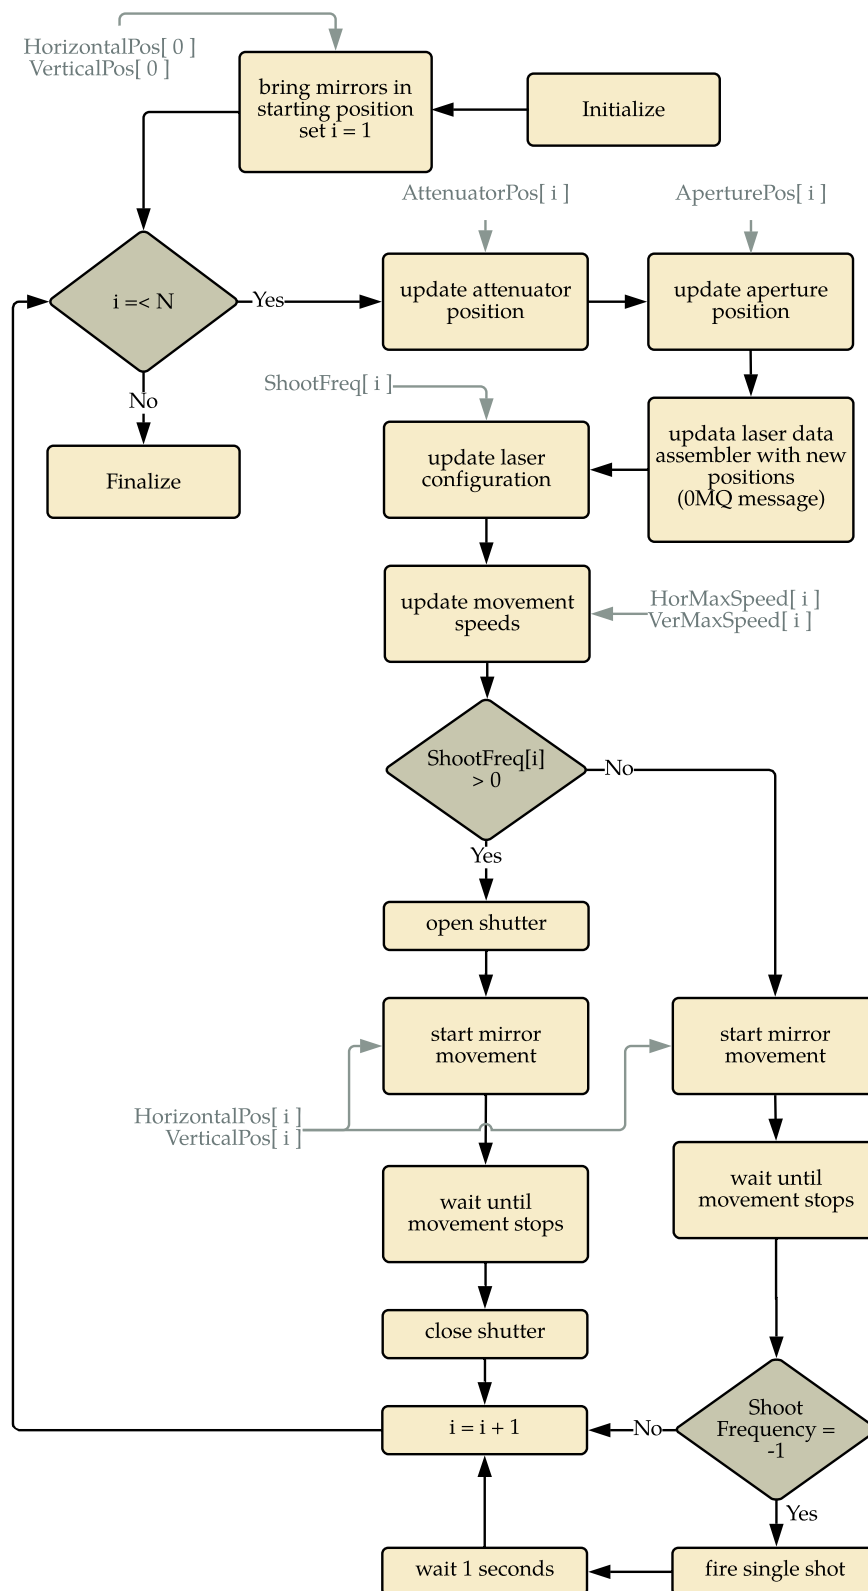 HorizontalPos[ 0 ]
VerticalPos[ 0 ]
bring mirrors in
starting position
set i = 1
Initialize
AttenuatorPos[ i ]
AperturePos[ i ]
i =< N
Yes
update attenuator
position
update aperture
position
No
ShootFreq[ i ]
Finalize
update laser
configuration
updata laser data
assembler with new
positions
(0MQ message)
update movement
speeds
HorMaxSpeed[ i ]
VerMaxSpeed[ i ]
ShootFreq[i]
> 0
No
Yes
open shutter
start mirror
movement
start mirror
movement
HorizontalPos[ i ]
VerticalPos[ i ]
wait until
movement stops
wait until
movement stops
close shutter
i = i + 1
No
Shoot
Frequency =
-1
Yes
wait 1 seconds
fire single shot